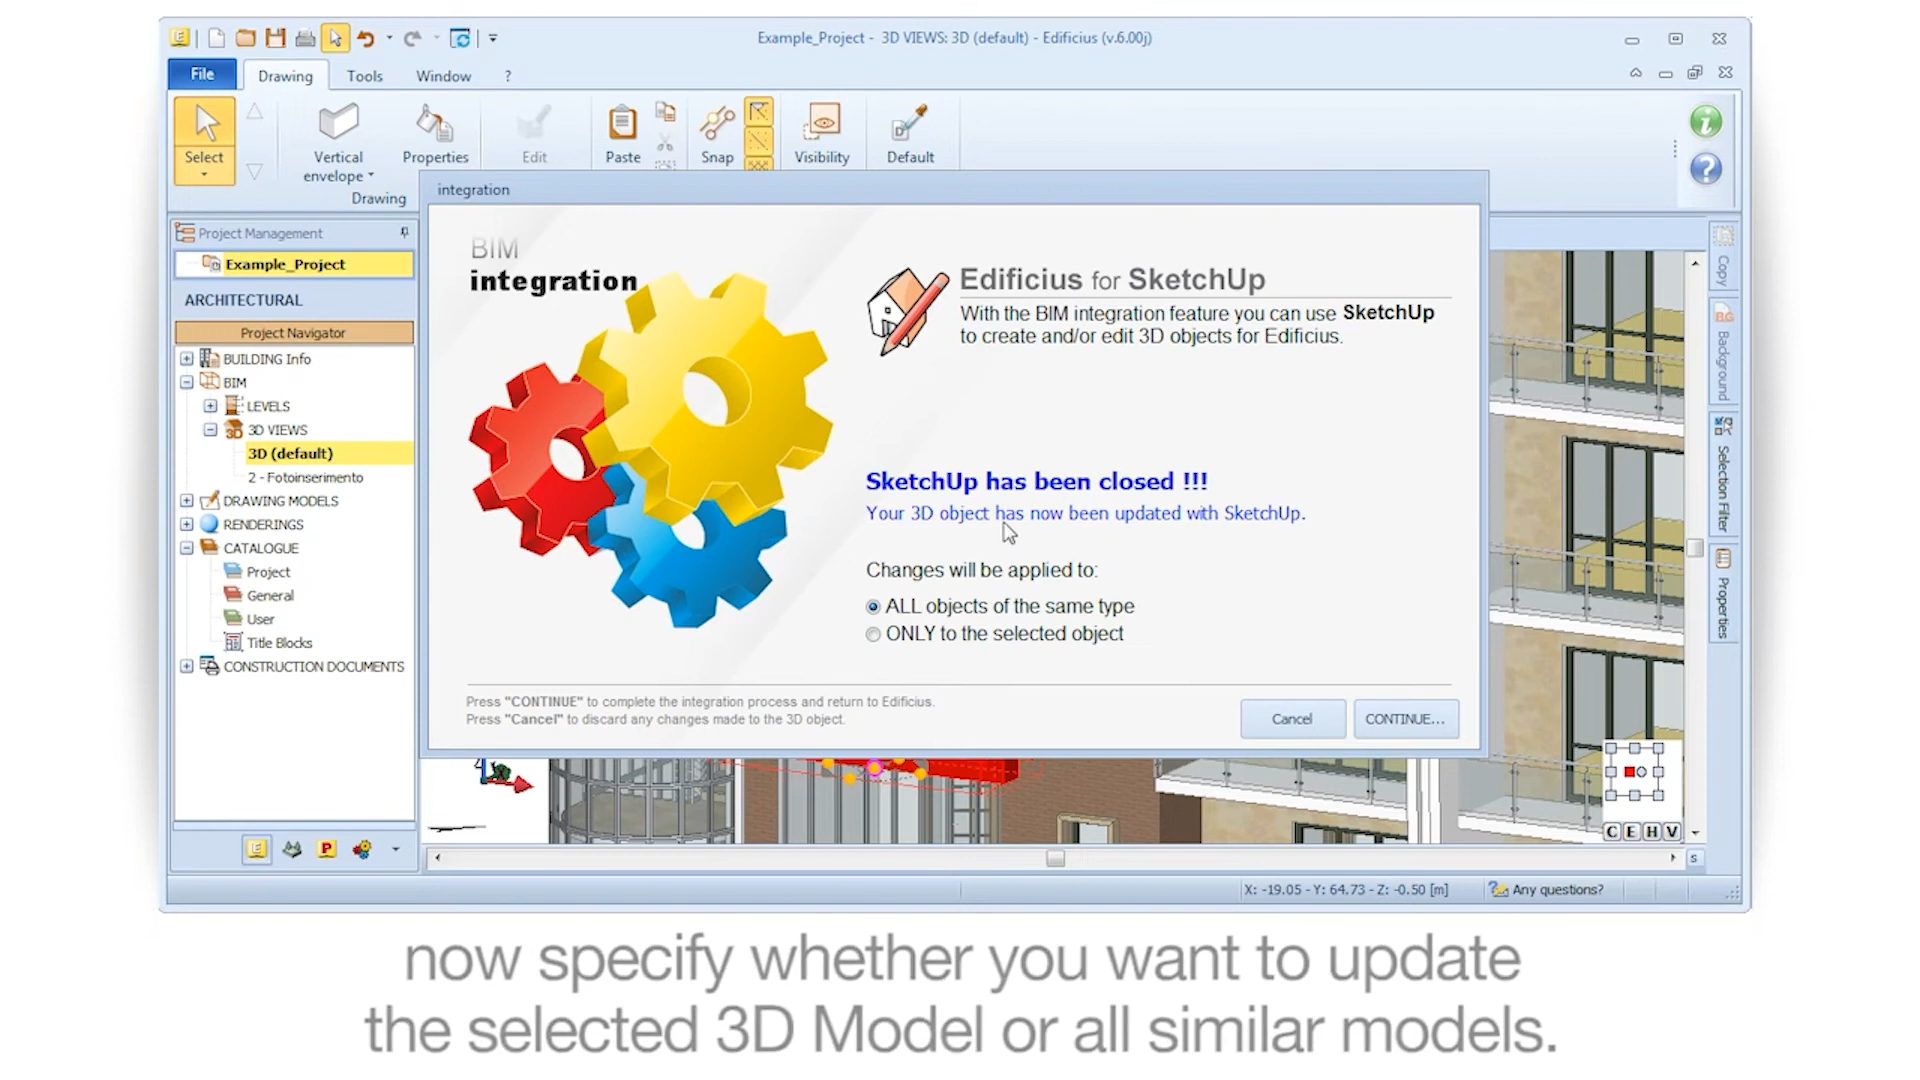 Example_Project - 3D VIEWS: 3D (default) - Edificius (v.6.00j)
File
Drawing
Tools
Window
?
Select
Vertical
envelope
Properties
Edit
Paste
Snap
Visibility
Default
Drawing
integration
Project Management
Example_Project
ARCHITECTURAL
Project Navigator
BUILDING Info
BIM
LEVELS
3D VIEWS
3D (default)
2 - Fotoinserimento
DRAWING MODELS
RENDERINGS
CATALOGUE
Project
General
User
Title Blocks
CONSTRUCTION DOCUMENTS
BIM
integration
Edificius for SketchUp
With the BIM integration feature you can use SketchUp
to create and/or edit 3D objects for Edificius.
SketchUp has been closed !!!
Your 3D object has now been updated with SketchUp.
Changes will be applied to:
ALL objects of the same type
ONLY to the selected object
Press "CONTINUE" to complete the integration process and return to Edificius.
Press "Cancel" to discard any changes made to the 3D object.
Cancel
CONTINUE...
Copy
Background
Selection Filter
Properties
C E H V
S
X: -19.05 - Y: 64.73 - Z: -0.50 [m]
Any questions?
now specify whether you want to update
the selected 3D Model or all similar models.